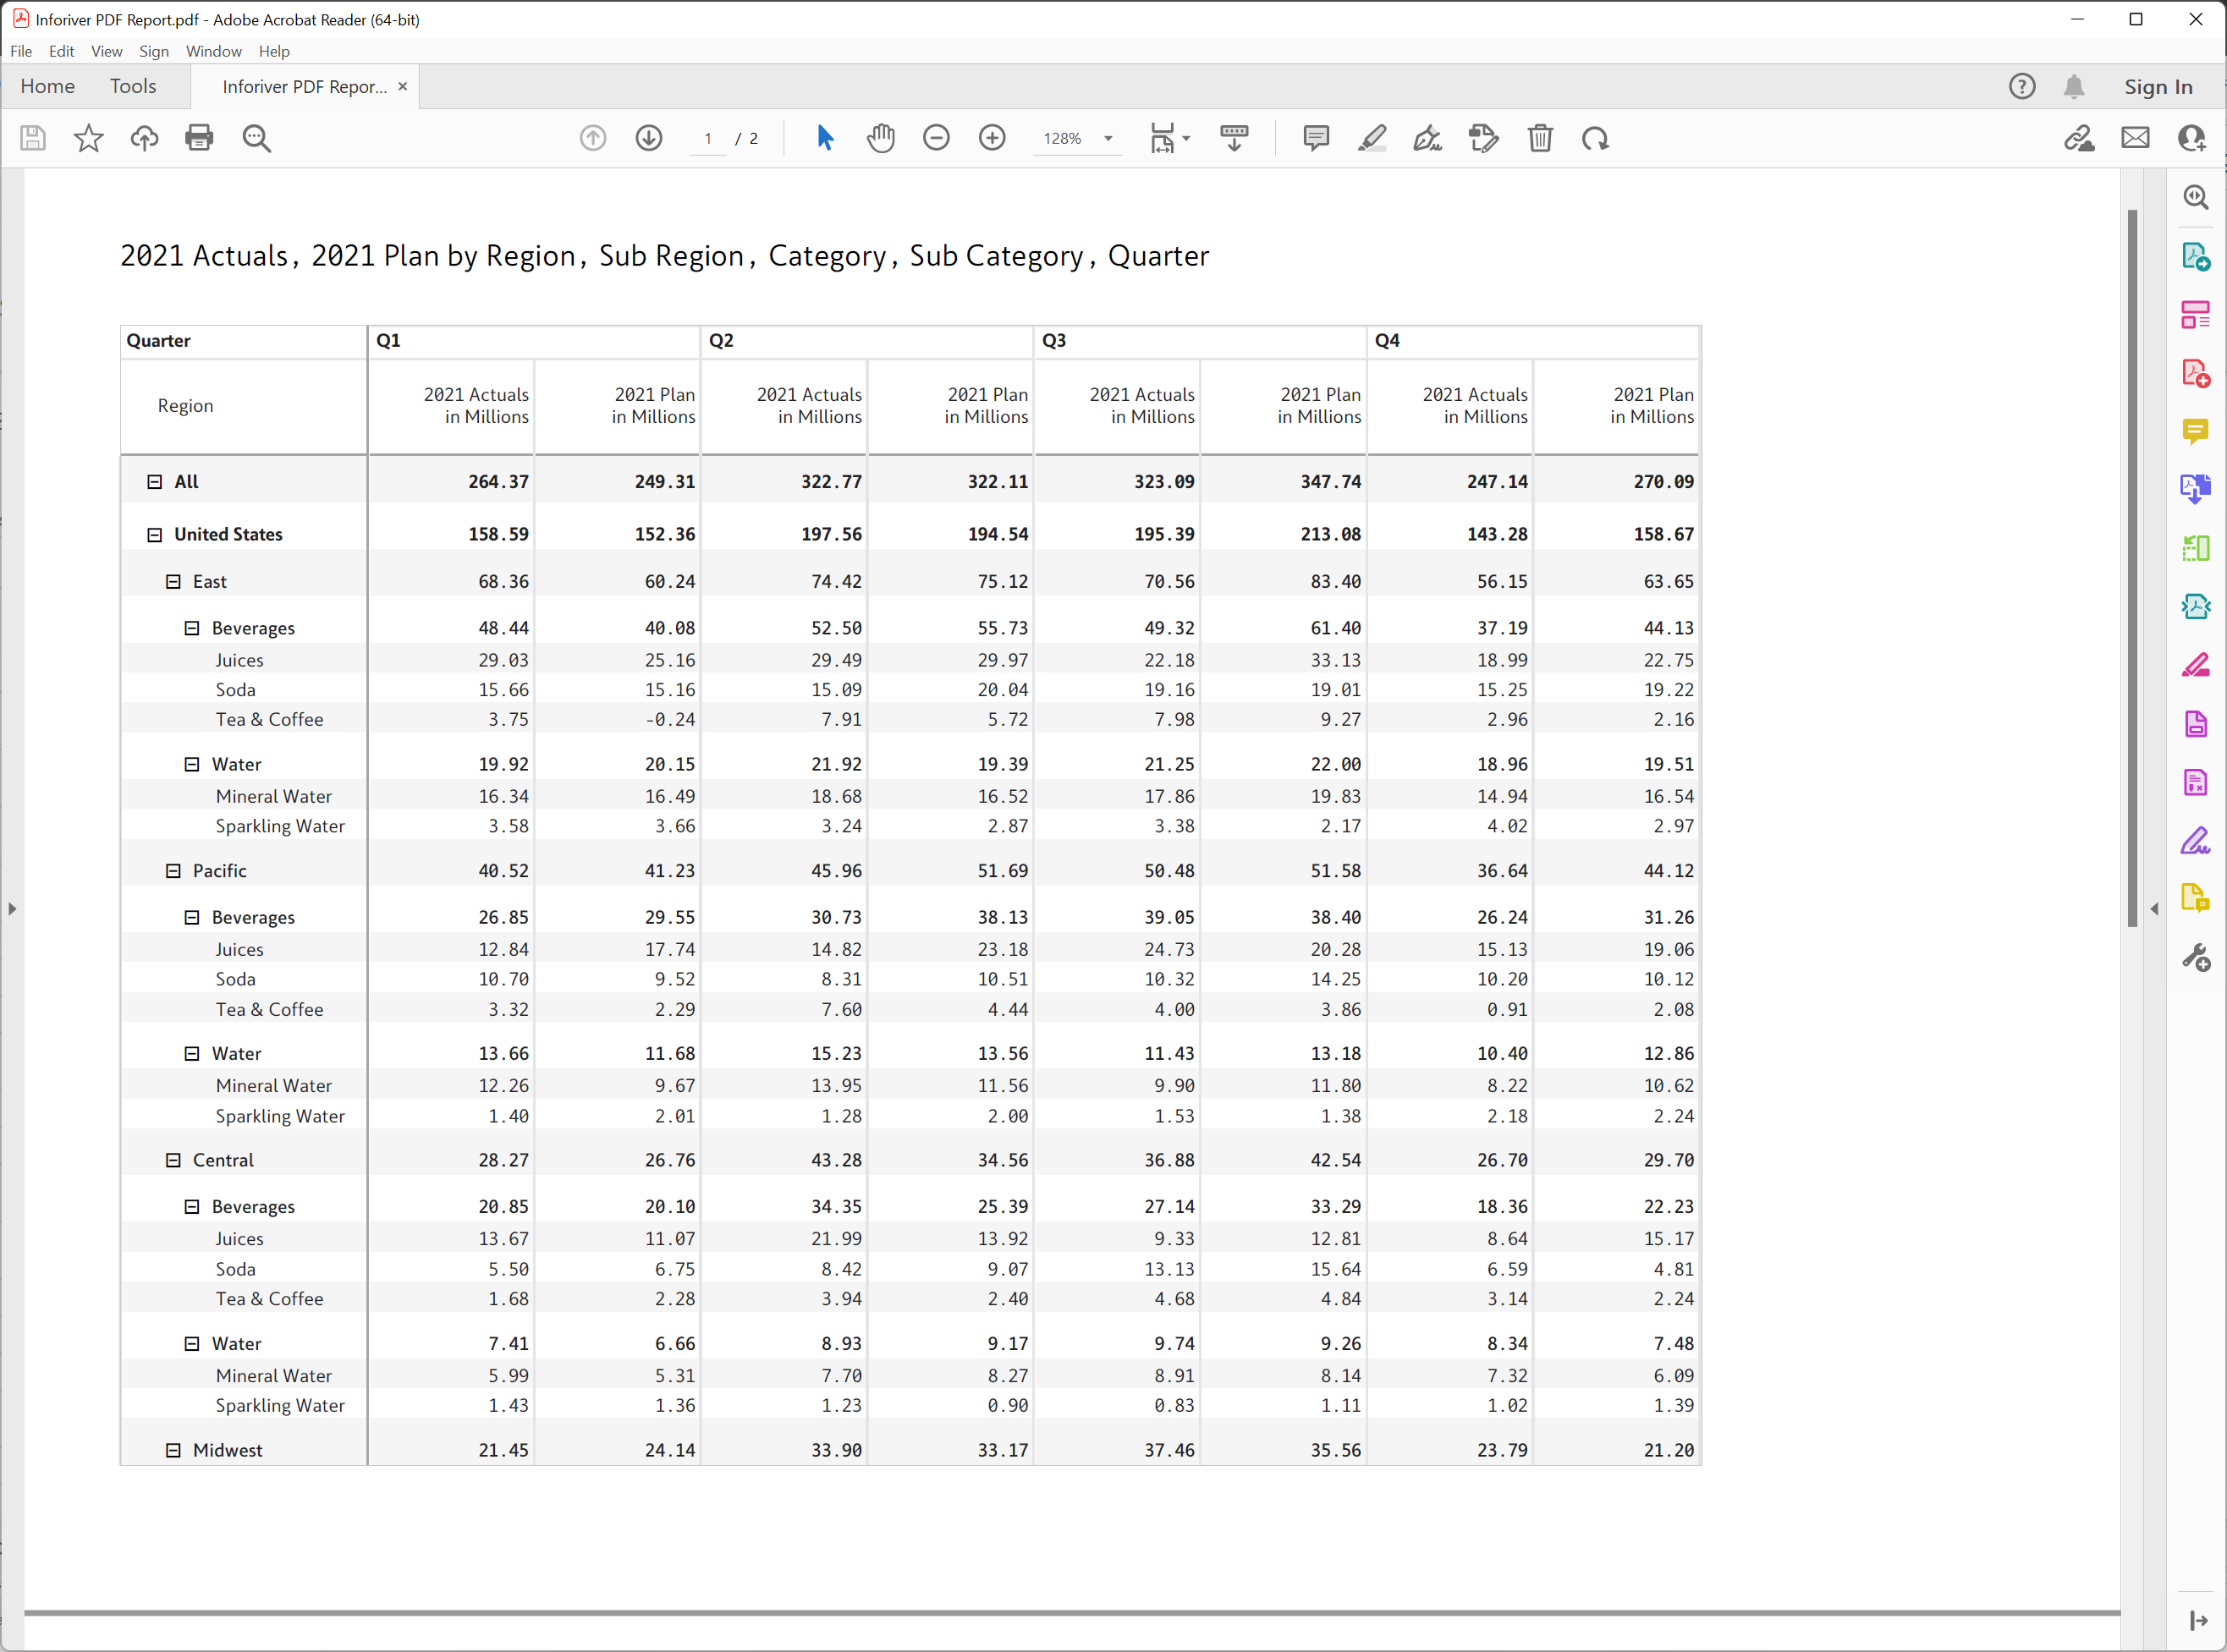 Inforiver PDF Report.pdf - Adobe Acrobat Reader (64-bit)
File Edit View Sign Window Help
Home Tools Inforiver PDF Repor... × Sign In
1 / 2 128%
2021 Actuals, 2021 Plan by Region, Sub Region, Category, Sub Category, Quarter
Quarter Q1 Q2 Q3 Q4
Region 2021 Actuals in Millions 2021 Plan in Millions 2021 Actuals in Millions 2021 Plan in Millions 2021 Actuals in Millions 2021 Plan in Millions 2021 Actuals in Millions 2021 Plan in Millions
All 264.37 249.31 322.77 322.11 323.09 347.74 247.14 270.09
United States 158.59 152.36 197.56 194.54 195.39 213.08 143.28 158.67
East 68.36 60.24 74.42 75.12 70.56 83.40 56.15 63.65
Beverages 48.44 40.08 52.50 55.73 49.32 61.40 37.19 44.13
Juices 29.03 25.16 29.49 29.97 22.18 33.13 18.99 22.75
Soda 15.66 15.16 15.09 20.04 19.16 19.01 15.25 19.22
Tea & Coffee 3.75 -0.24 7.91 5.72 7.98 9.27 2.96 2.16
Water 19.92 20.15 21.92 19.39 21.25 22.00 18.96 19.51
Mineral Water 16.34 16.49 18.68 16.52 17.86 19.83 14.94 16.54
Sparkling Water 3.58 3.66 3.24 2.87 3.38 2.17 4.02 2.97
Pacific 40.52 41.23 45.96 51.69 50.48 51.58 36.64 44.12
Beverages 26.85 29.55 30.73 38.13 39.05 38.40 26.24 31.26
Juices 12.84 17.74 14.82 23.18 24.73 20.28 15.13 19.06
Soda 10.70 9.52 8.31 10.51 10.32 14.25 10.20 10.12
Tea & Coffee 3.32 2.29 7.60 4.44 4.00 3.86 0.91 2.08
Water 13.66 11.68 15.23 13.56 11.43 13.18 10.40 12.86
Mineral Water 12.26 9.67 13.95 11.56 9.90 11.80 8.22 10.62
Sparkling Water 1.40 2.01 1.28 2.00 1.53 1.38 2.18 2.24
Central 28.27 26.76 43.28 34.56 36.88 42.54 26.70 29.70
Beverages 20.85 20.10 34.35 25.39 27.14 33.29 18.36 22.23
Juices 13.67 11.07 21.99 13.92 9.33 12.81 8.64 15.17
Soda 5.50 6.75 8.42 9.07 13.13 15.64 6.59 4.81
Tea & Coffee 1.68 2.28 3.94 2.40 4.68 4.84 3.14 2.24
Water 7.41 6.66 8.93 9.17 9.74 9.26 8.34 7.48
Mineral Water 5.99 5.31 7.70 8.27 8.91 8.14 7.32 6.09
Sparkling Water 1.43 1.36 1.23 0.90 0.83 1.11 1.02 1.39
Midwest 21.45 24.14 33.90 33.17 37.46 35.56 23.79 21.20